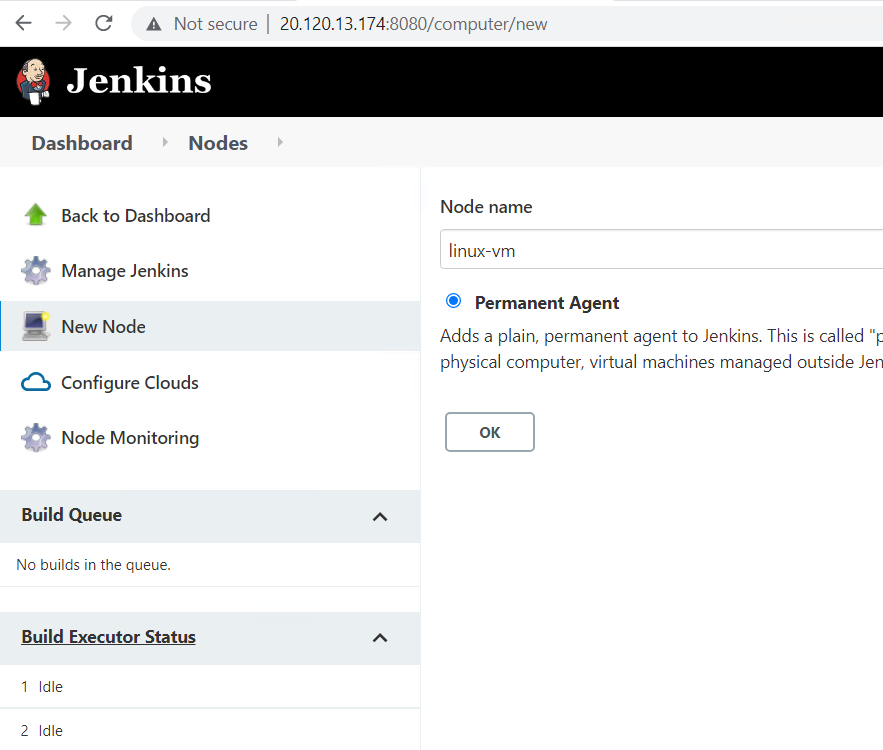 Not secure | 20.120.13.174:8080/computer/new
Jenkins
Dashboard
Nodes
Back to Dashboard
Manage Jenkins
New Node
Configure Clouds
Node Monitoring
Build Queue
No builds in the queue.
Build Executor Status
1 Idle
2 Idle
Node name
linux-vm
Permanent Agent
Adds a plain, permanent agent to Jenkins. This is called "p
physical computer, virtual machines managed outside Jen
OK